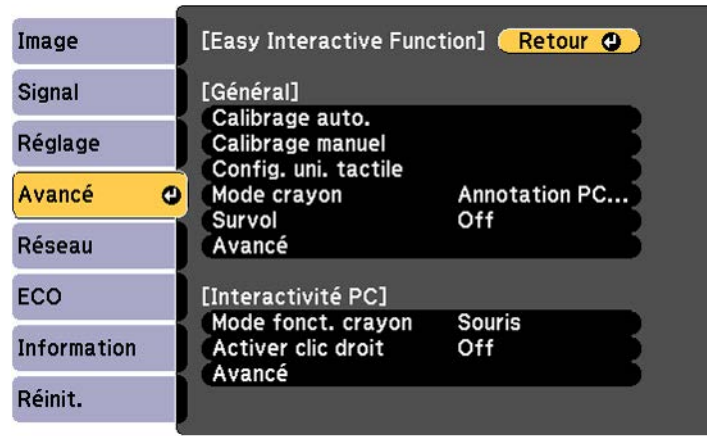 Image
Signal
Réglage
Avancé
Réseau
ECO
Information
Réinit.
[Easy Interactive Function] Retour
[Général]
Calibrage auto.
Calibrage manuel
Config. uni. tactile
Mode crayon Annotation PC...
Survol Off
Avancé
[Interactivité PC]
Mode fonct. crayon Souris
Activer clic droit Off
Avancé